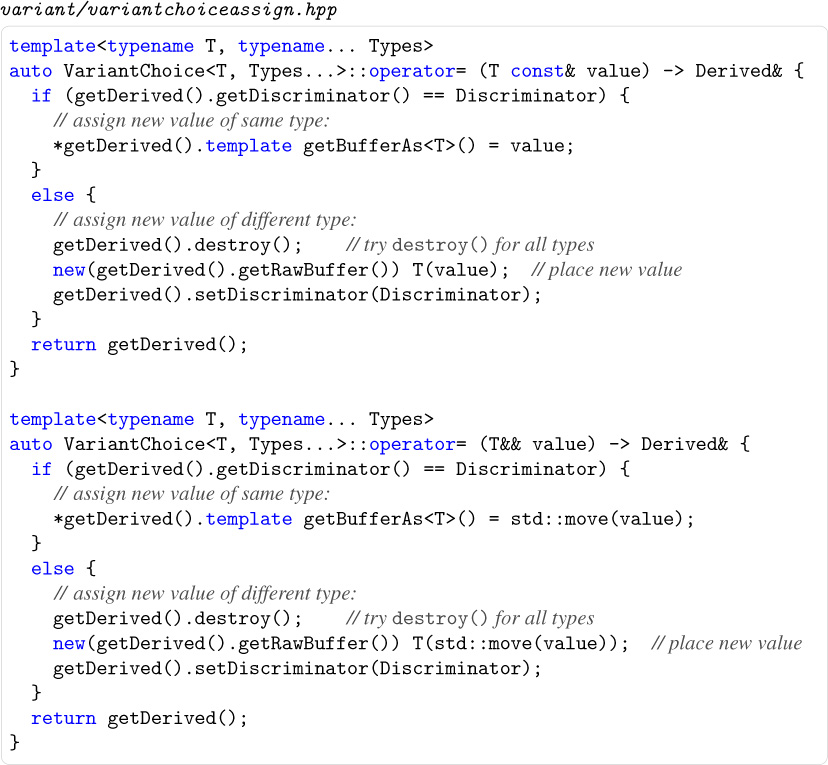 variant/variantchoiceassign.hpp
template<typename T, typename... Types>
auto VariantChoice<T, Types...>::operator= (T const& value) -> Derived& {
  if (getDerived().getDiscriminator() == Discriminator) {
    // assign new value of same type:
    *getDerived().template getBufferAs<T>() = value;
  }
  else {
    // assign new value of different type:
    getDerived().destroy();    // try destroy() for all types
    new(getDerived().getRawBuffer()) T(value);  // place new value
    getDerived().setDiscriminator(Discriminator);
  }
  return getDerived();
}

template<typename T, typename... Types>
auto VariantChoice<T, Types...>::operator= (T&& value) -> Derived& {
  if (getDerived().getDiscriminator() == Discriminator) {
    // assign new value of same type:
    *getDerived().template getBufferAs<T>() = std::move(value);
  }
  else {
    // assign new value of different type:
    getDerived().destroy();    // try destroy() for all types
    new(getDerived().getRawBuffer()) T(std::move(value));  // place new value
    getDerived().setDiscriminator(Discriminator);
  }
  return getDerived();
}